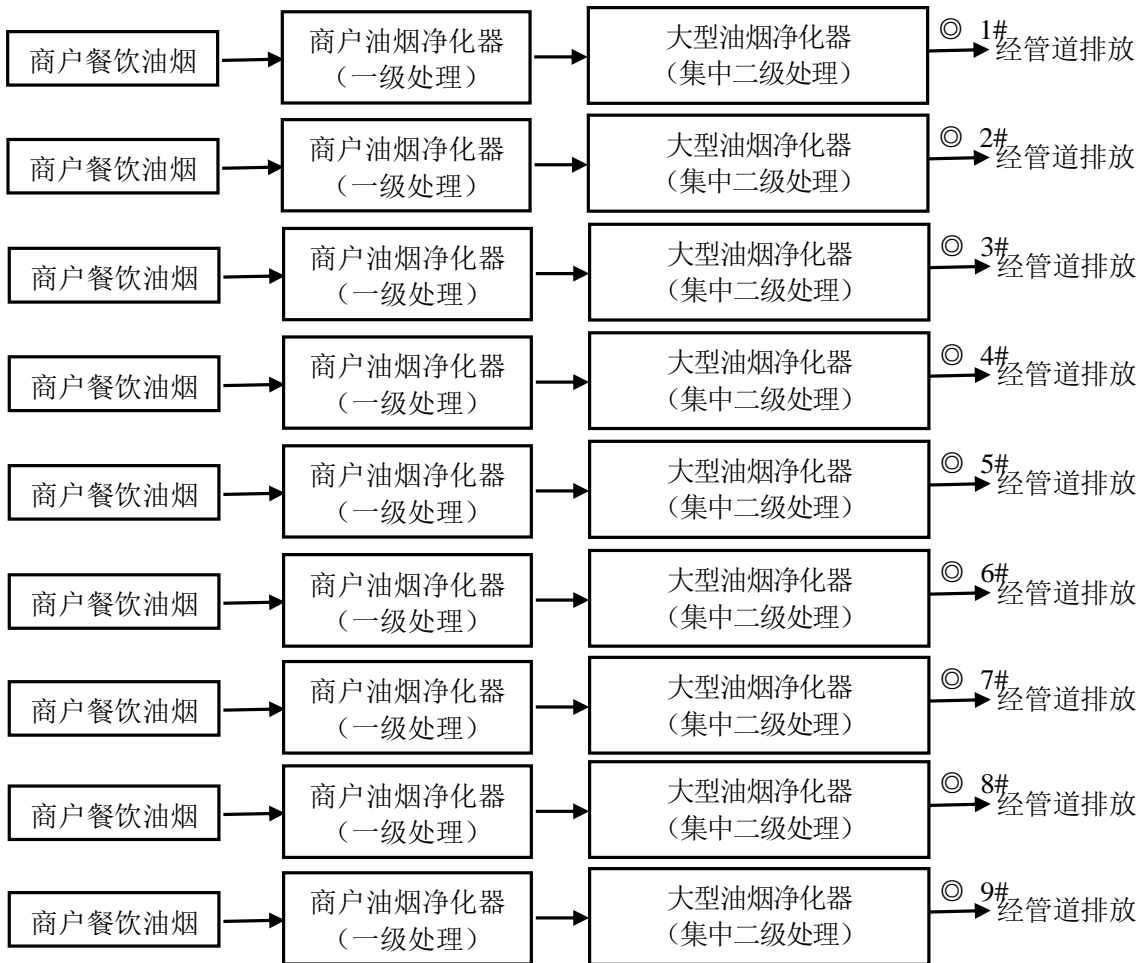 商户餐饮油烟
商户油烟净化器
（一级处理）
大型油烟净化器
（集中二级处理）
◎ 1#
经管道排放
商户餐饮油烟
商户油烟净化器
（一级处理）
大型油烟净化器
（集中二级处理）
◎ 2#
经管道排放
商户餐饮油烟
商户油烟净化器
（一级处理）
大型油烟净化器
（集中二级处理）
◎ 3#
经管道排放
商户餐饮油烟
商户油烟净化器
（一级处理）
大型油烟净化器
（集中二级处理）
◎ 4#
经管道排放
商户餐饮油烟
商户油烟净化器
（一级处理）
大型油烟净化器
（集中二级处理）
◎ 5#
经管道排放
商户餐饮油烟
商户油烟净化器
（一级处理）
大型油烟净化器
（集中二级处理）
◎ 6#
经管道排放
商户餐饮油烟
商户油烟净化器
（一级处理）
大型油烟净化器
（集中二级处理）
◎ 7#
经管道排放
商户餐饮油烟
商户油烟净化器
（一级处理）
大型油烟净化器
（集中二级处理）
◎ 8#
经管道排放
商户餐饮油烟
商户油烟净化器
（一级处理）
大型油烟净化器
（集中二级处理）
◎ 9#
经管道排放